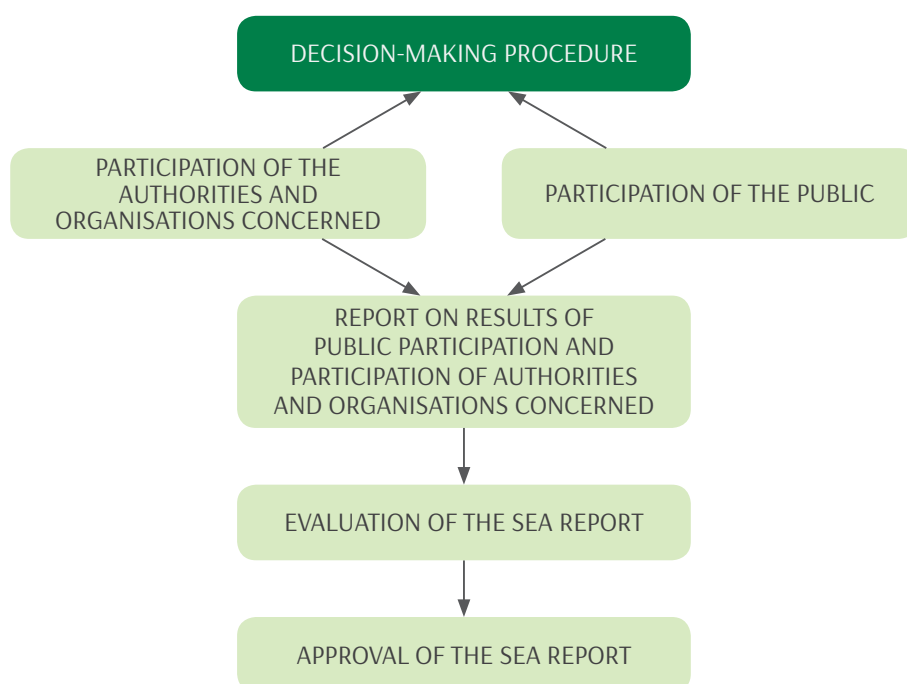 DECISION-MAKING PROCEDURE
PARTICIPATION OF THE
AUTHORITIES AND
ORGANISATIONS CONCERNED
PARTICIPATION OF THE PUBLIC
REPORT ON RESULTS OF
PUBLIC PARTICIPATION AND
PARTICIPATION OF AUTHORITIES
AND ORGANISATIONS CONCERNED
EVALUATION OF THE SEA REPORT
APPROVAL OF THE SEA REPORT